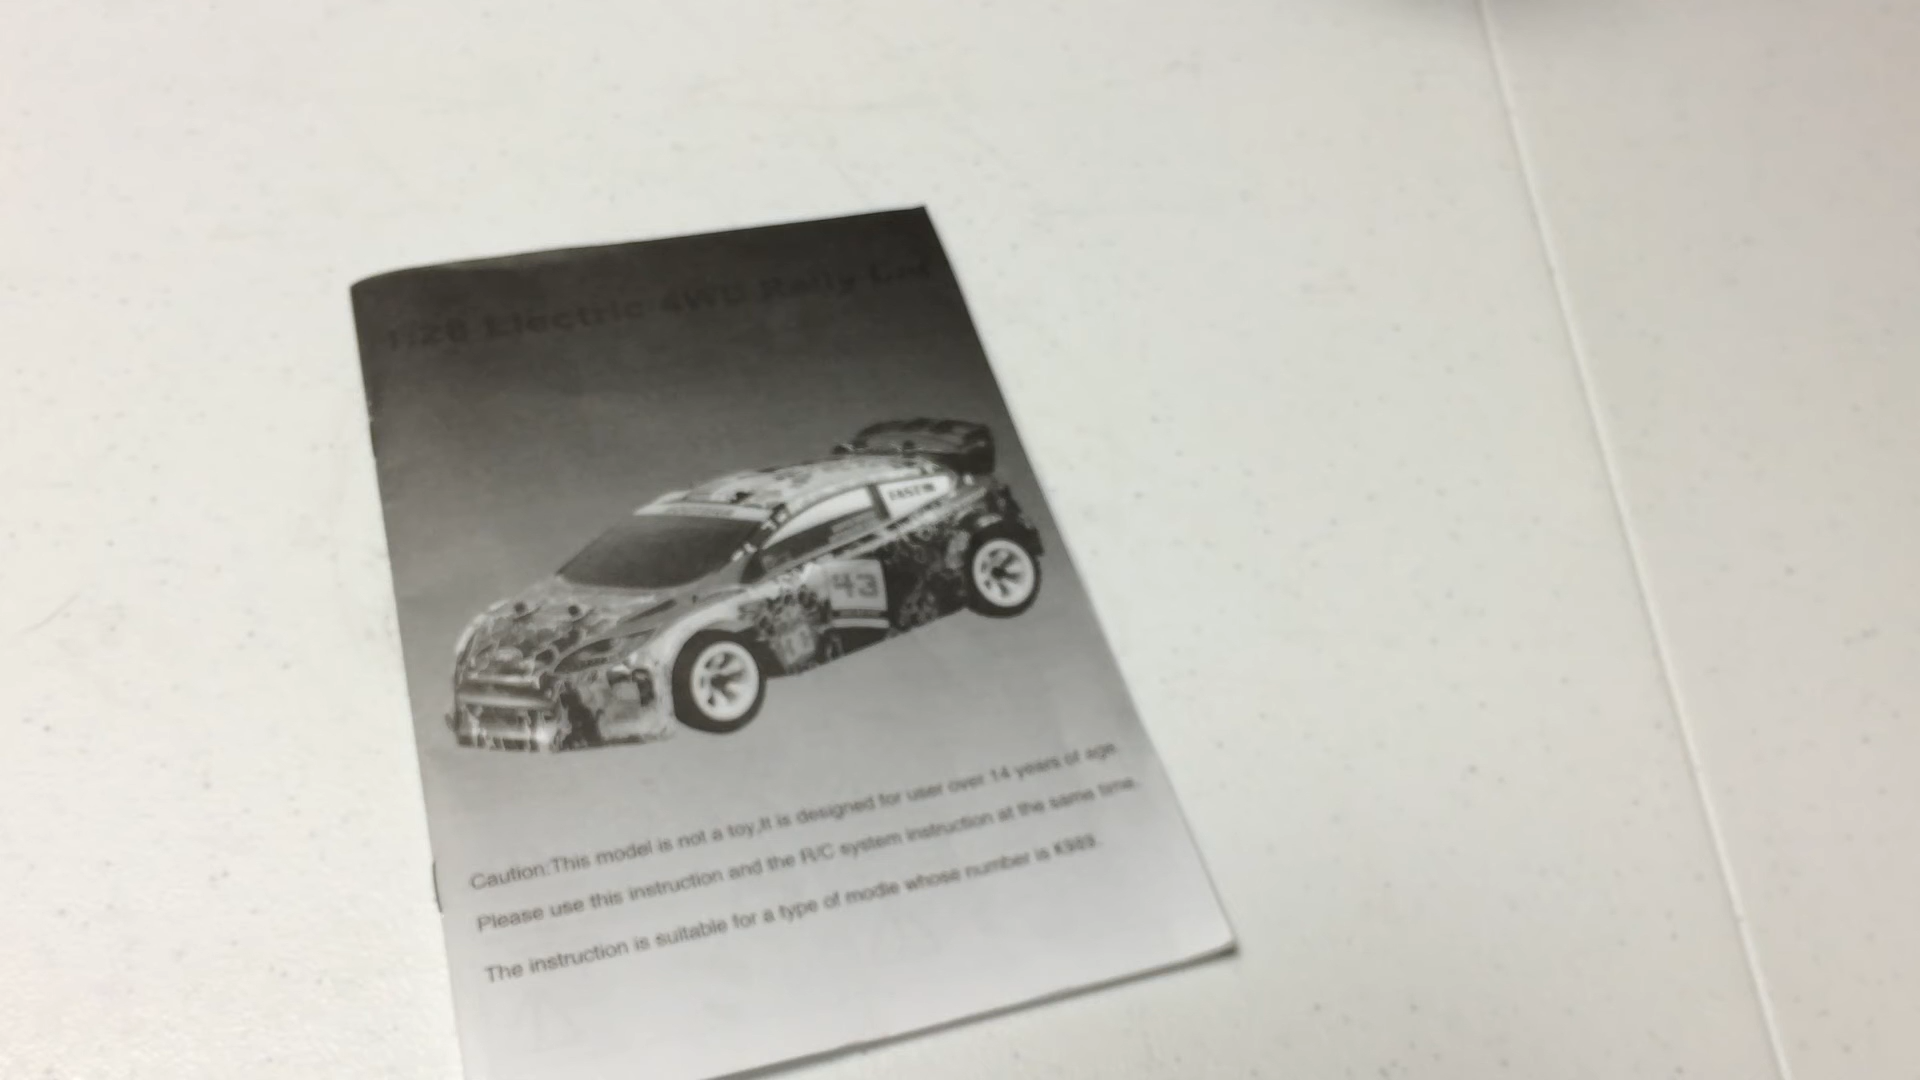 1:28 Electric 4WD Rally Car
43
Caution:This model is not a toy,It is designed for user over 14 years of age.
Please use this instruction and the R/C system instruction at the same time.
The instruction is suitable for a type of modle whose number is K989.